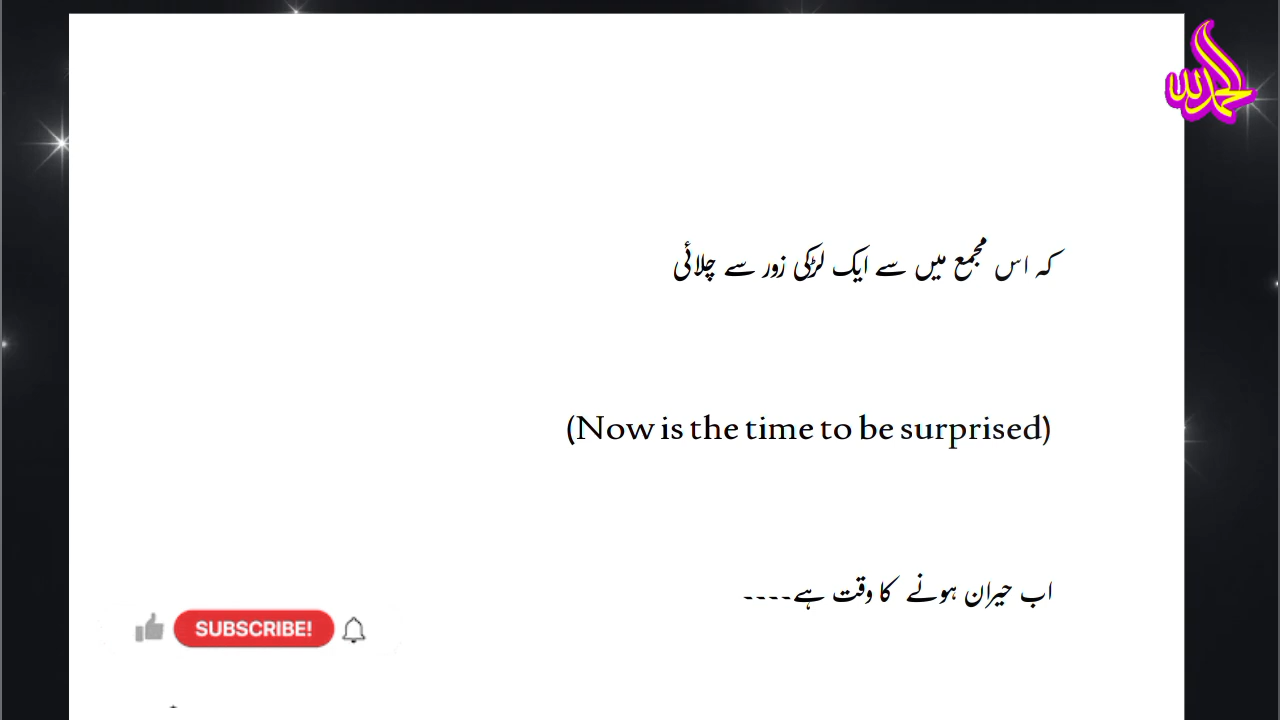 الحمدللہ
کہ اس مجمع میں سے ایک لڑکی زور سے چلائی
(Now is the time to be surprised)
اب حیران ہونے کا وقت ہے۔۔۔۔
SUBSCRIBE!